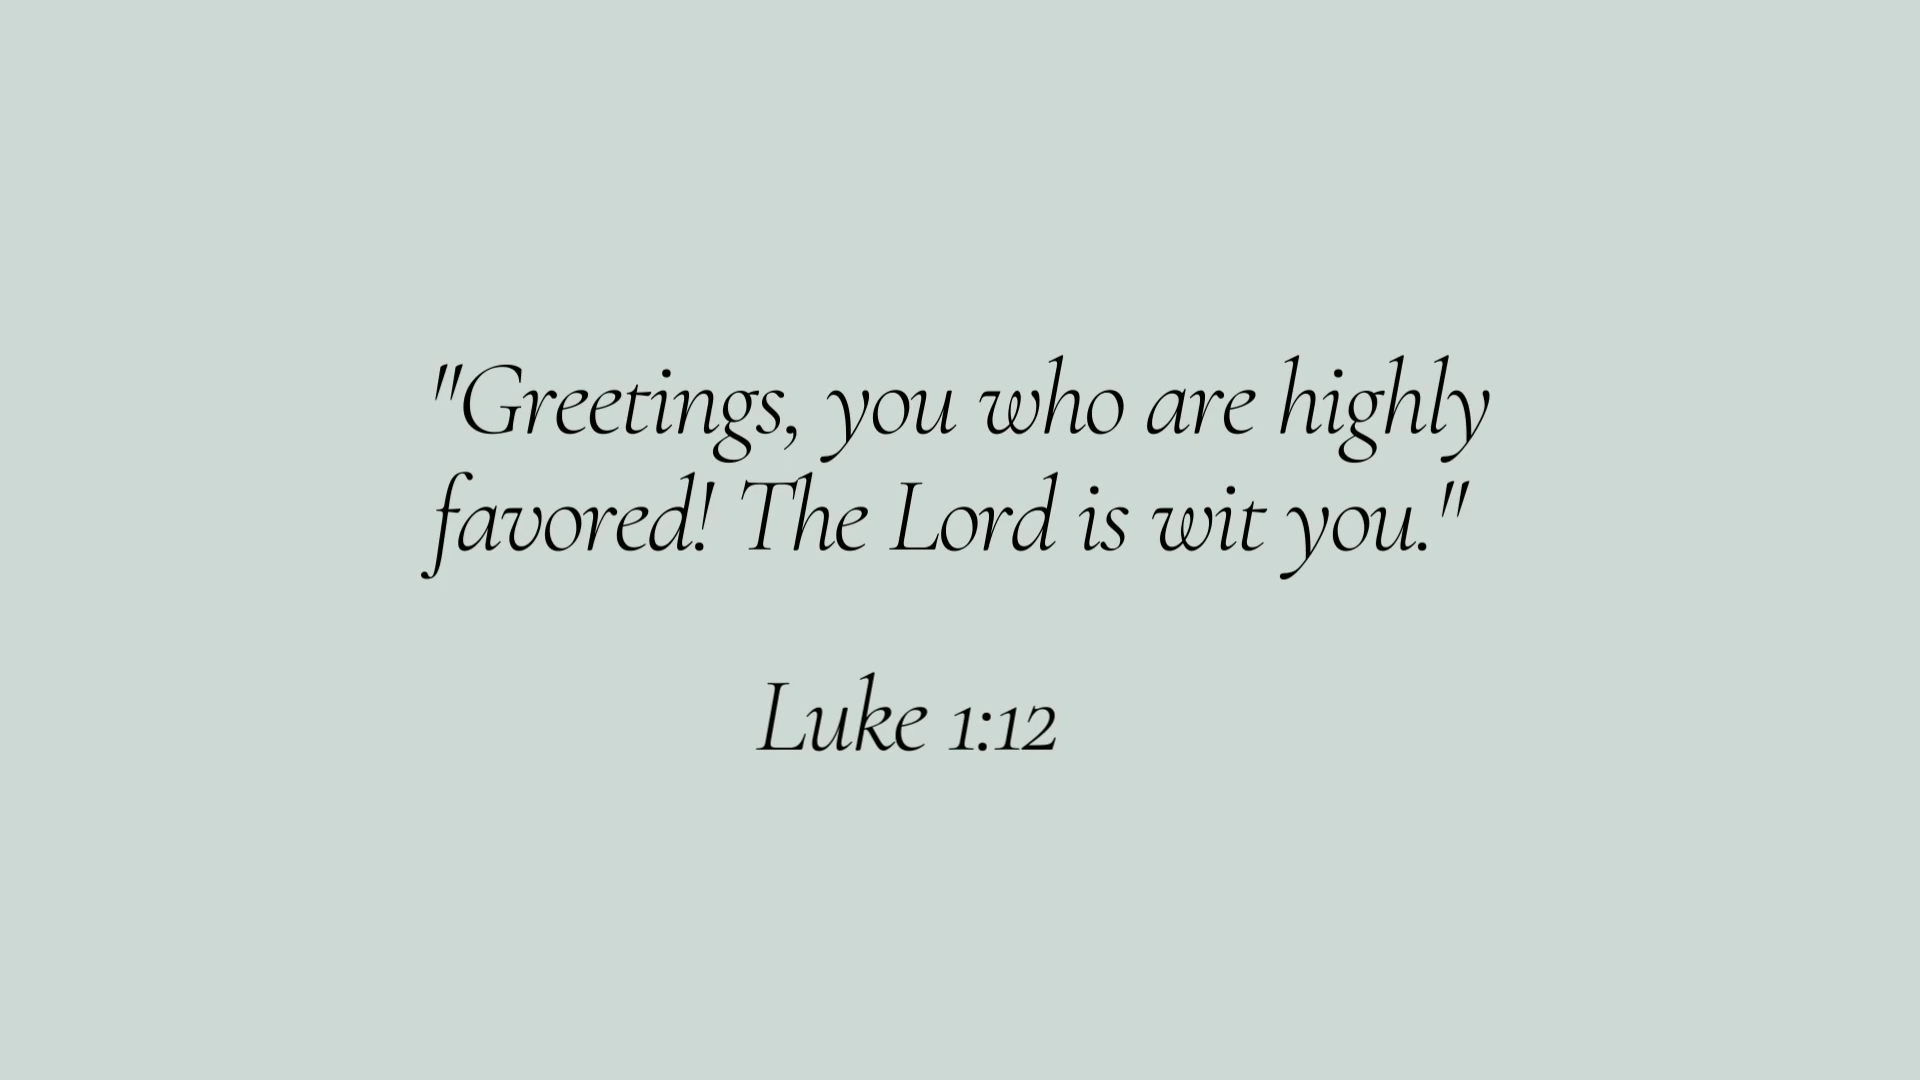 "Greetings, you who are highly
favored! The Lord is wit you."
Luke 1:12